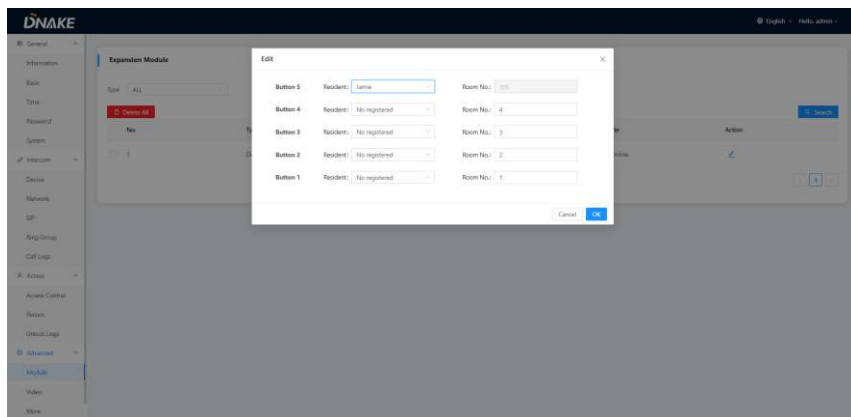 DNAKE
English Hello, admin
General
Information
Basic
Time
Password
System
Intercom
Device
Network
SIP
Ring Group
Call Logs
Access
Access Control
Person
Unlock Logs
Advanced
Module
Video
More
Expansion Module
Type ALL
Delete All
Search
No. Action
1
1
Edit
Button 5 Resident: Jamie Room No.: 105
Button 4 Resident: No registered Room No.: 4
Button 3 Resident: No registered Room No.: 3
Button 2 Resident: No registered Room No.: 2
Button 1 Resident: No registered Room No.: 1
Cancel OK